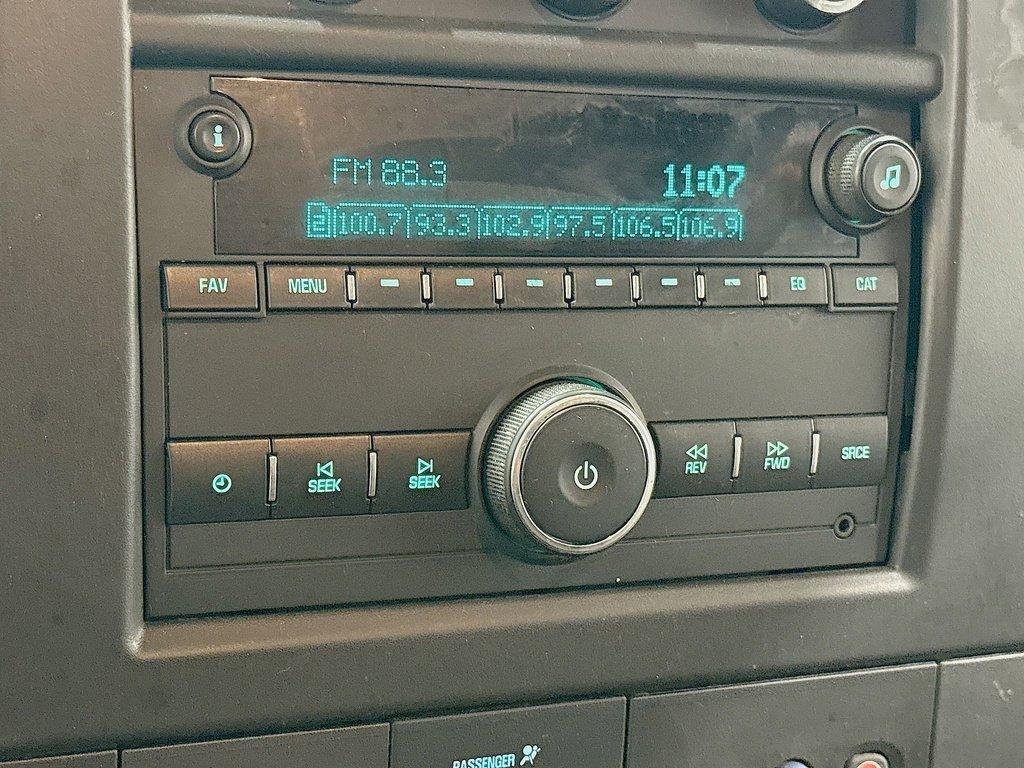 i
FM 88.3 11:07
2 100.7 93.3 102.9 97.5 106.5 106.9
FAV MENU EQ CAT
SEEK SEEK REV FWD SRCE
PASSENGER